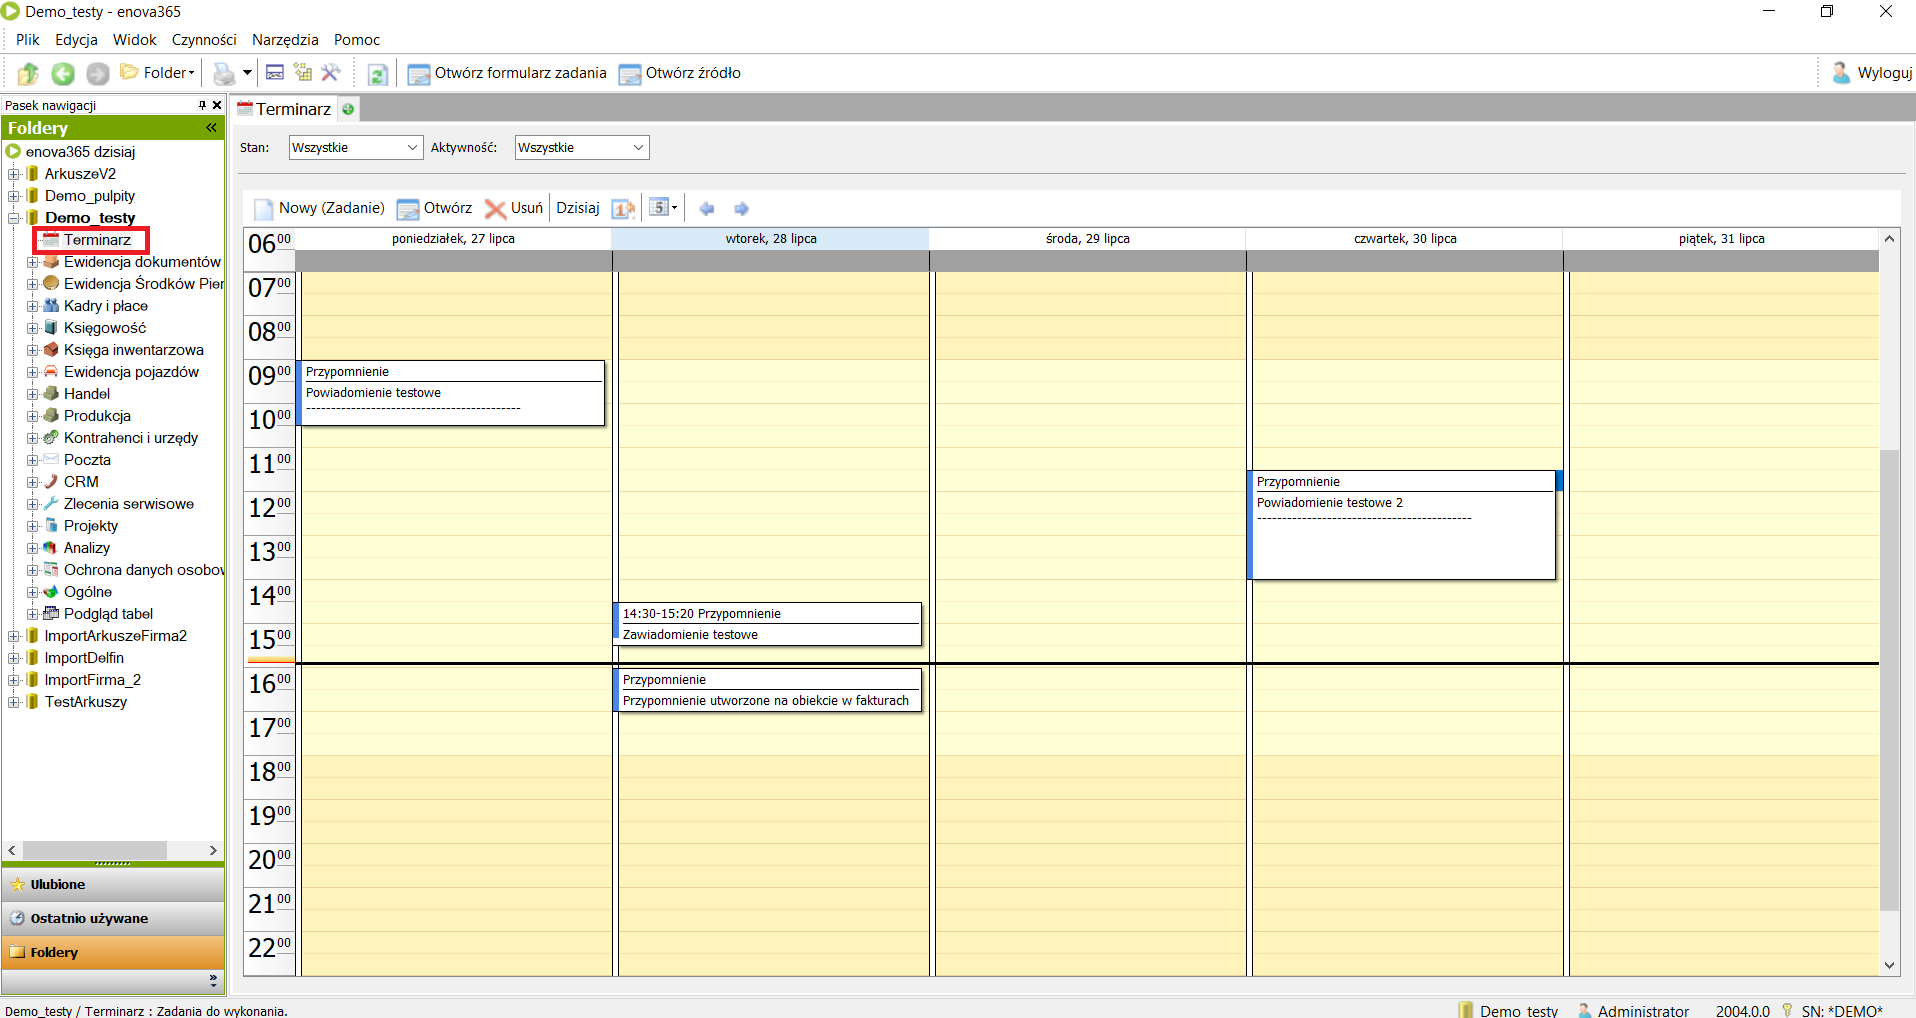 Demo_testy - enova365
Plik Edycja Widok Czynności Narzędzia Pomoc
Folder Otwórz formularz zadania Otwórz źródło Wyloguj
Pasek nawigacji
Foldery
enova365 dzisiaj
ArkuszeV2
Demo_pulpity
Demo_testy
Terminarz
Ewidencja dokumentów
Ewidencja Środków Pier
Kadry i płace
Księgowość
Księga inwentarzowa
Ewidencja pojazdów
Handel
Produkcja
Kontrahenci i urzędy
Poczta
CRM
Zlecenia serwisowe
Projekty
Analizy
Ochrona danych osobow
Ogólne
Podgląd tabel
ImportArkuszeFirma2
ImportDelfin
ImportFirma_2
TestArkuszy
Ulubione
Ostatnio używane
Foldery
Terminarz
Stan: Wszystkie Aktywność: Wszystkie
Nowy (Zadanie) Otwórz Usuń Dzisiaj 1 5
poniedziałek, 27 lipca wtorek, 28 lipca środa, 29 lipca czwartek, 30 lipca piątek, 31 lipca
06 00
07 00
08 00
09 00
10 00
11 00
12 00
13 00
14 00
15 00
16 00
17 00
18 00
19 00
20 00
21 00
22 00
Przypomnienie
Powiadomienie testowe
-------------------------------------------
14:30-15:20 Przypomnienie
Zawiadomienie testowe
Przypomnienie
Przypomnienie utworzone na obiekcie w fakturach
Przypomnienie
Powiadomienie testowe 2
-------------------------------------------
Demo_testy / Terminarz : Zadania do wykonania. Demo_testy Administrator 2004.0.0 SN: *DEMO*